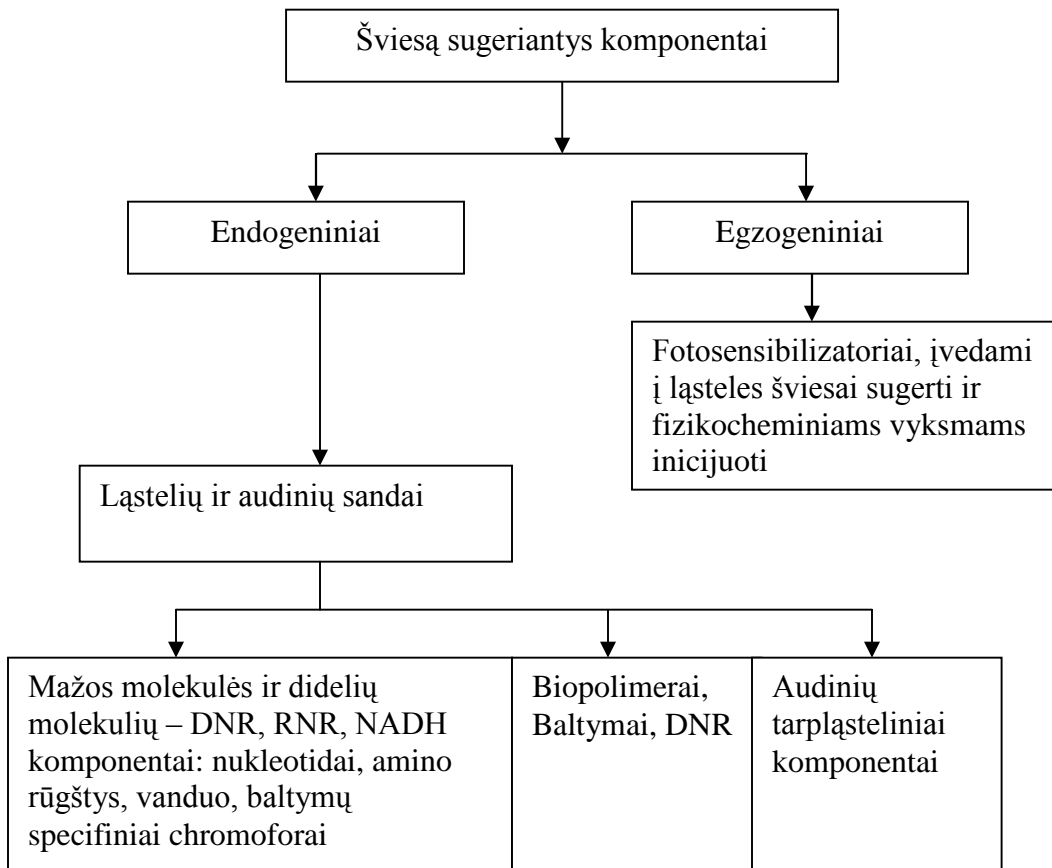 Šviesą sugeriantys komponentai
Endogeniniai
Egzogeniniai
Fotosensibilizatoriai, įvedami
į ląsteles šviesai sugerti ir
fizikocheminiams vyksmams
inicijuoti
Ląstelių ir audinių sandai
Mažos molekulės ir didelių
molekulių – DNR, RNR, NADH
komponentai: nukleotidai, amino
rūgštys, vanduo, baltymų
specifiniai chromoforai
Biopolimerai,
Baltymai, DNR
Audinių
tarpląsteliniai
komponentai